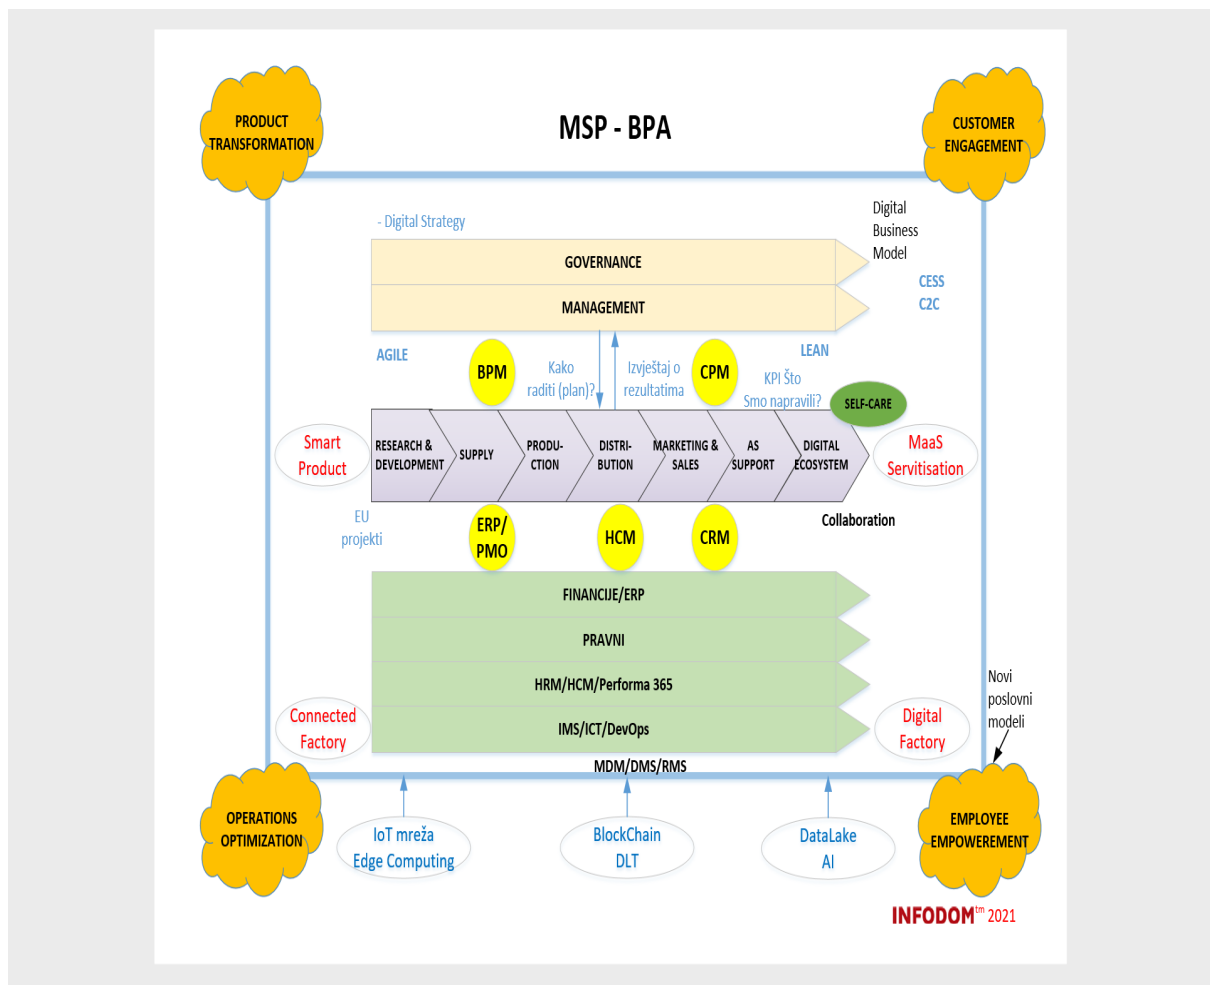 MSP - BPA
PRODUCT
TRANSFORMATION
CUSTOMER
ENGAGEMENT
- Digital Strategy
Digital
Business
Model
GOVERNANCE
MANAGEMENT
CESS
C2C
AGILE
BPM
Kako
raditi (plan)?
Izvještaj o
rezultatima
CPM
LEAN
KPI Što
Smo napravili?
SELF-CARE
Smart
Product
RESEARCH &
DEVELOPMENT
SUPPLY
PRODU-
CTION
DISTRI-
BUTION
MARKETING &
SALES
AS
SUPPORT
DIGITAL
ECOSYSTEM
MaaS
Servitisation
EU
projekti
ERP/
PMO
HCM
CRM
Collaboration
FINANCIJE/ERP
PRAVNI
HRM/HCM/Performa 365
IMS/ICT/DevOps
Connected
Factory
Digital
Factory
Novi
poslovni
modeli
MDM/DMS/RMS
OPERATIONS
OPTIMIZATION
IoT mreža
Edge Computing
BlockChain
DLT
DataLake
AI
EMPLOYEE
EMPOWEREMENT
INFODOM tm 2021